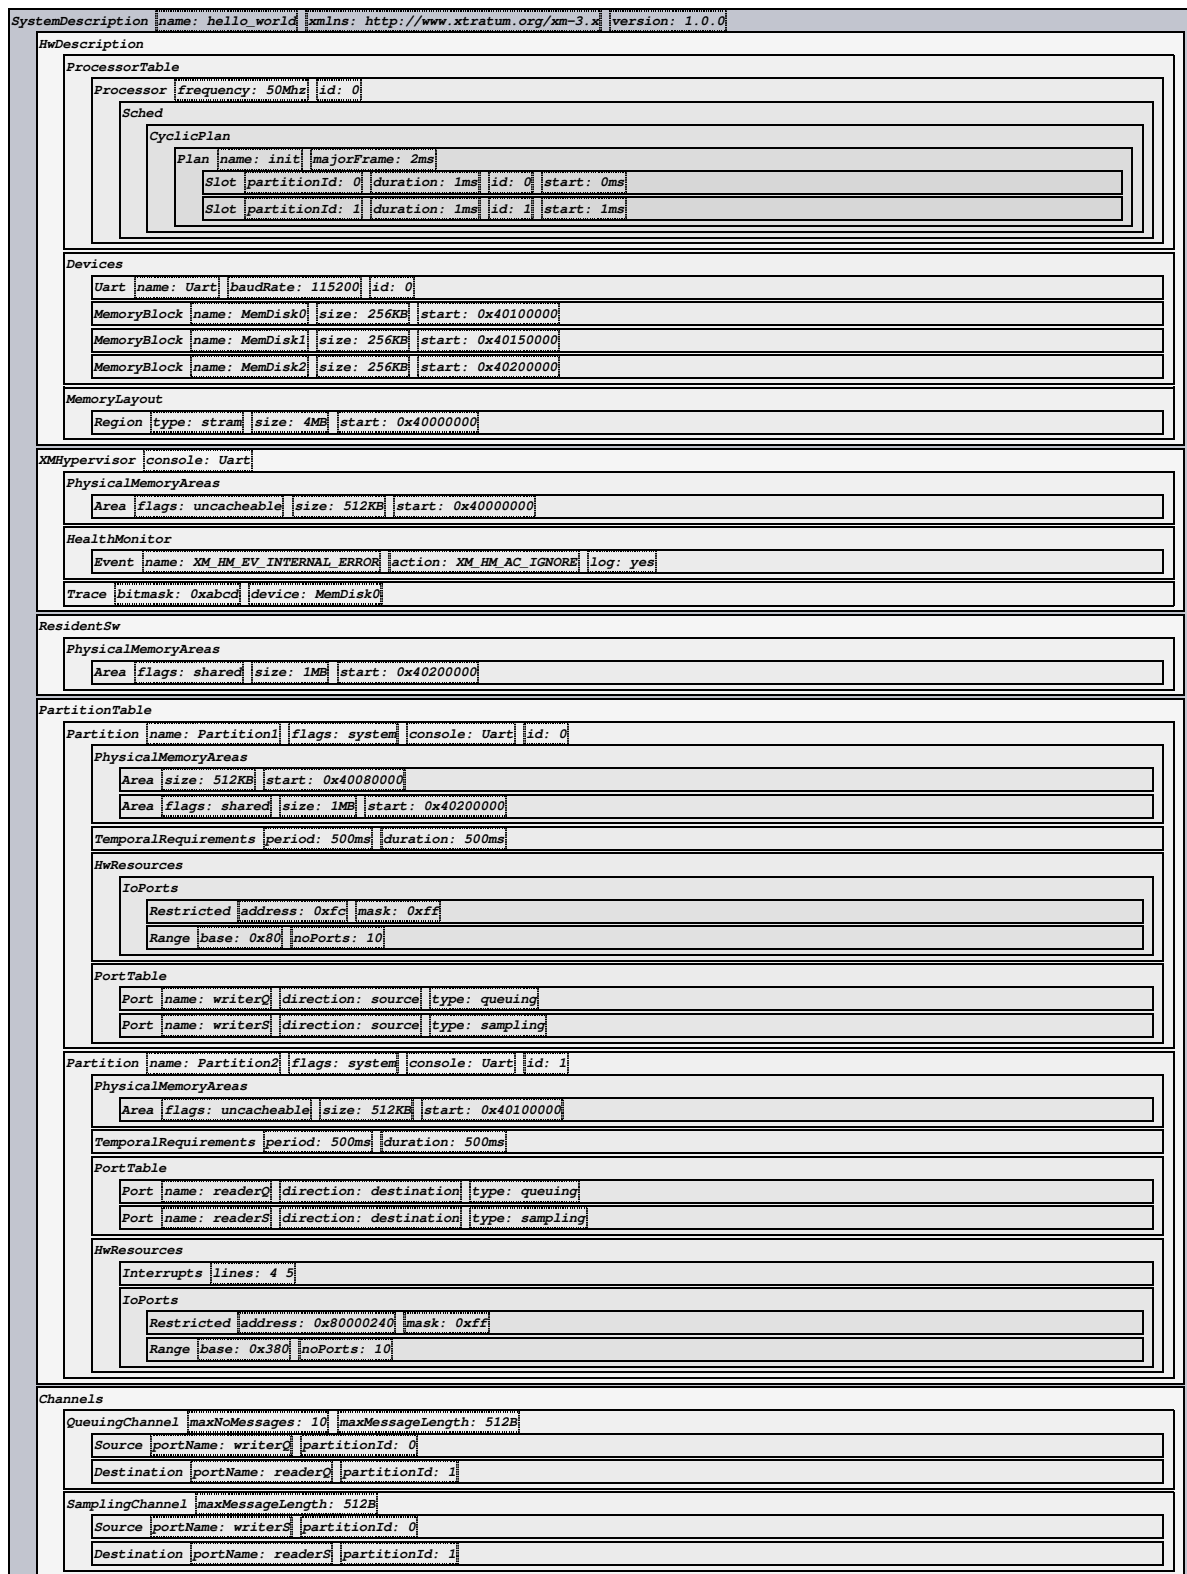 SystemDescription name: hello_world xmlns: http://www.xtratum.org/xm-3.x version: 1.0.0
HwDescription
ProcessorTable
Processor frequency: 50Mhz id: 0
Sched
CyclicPlan
Plan name: init majorFrame: 2ms
Slot partitionId: 0 duration: 1ms id: 0 start: 0ms
Slot partitionId: 1 duration: 1ms id: 1 start: 1ms
Devices
Uart name: Uart baudRate: 115200 id: 0
MemoryBlock name: MemDisk0 size: 256KB start: 0x40100000
MemoryBlock name: MemDisk1 size: 256KB start: 0x40150000
MemoryBlock name: MemDisk2 size: 256KB start: 0x40200000
MemoryLayout
Region type: stram size: 4MB start: 0x40000000
XMHypervisor console: Uart
PhysicalMemoryAreas
Area flags: uncacheable size: 512KB start: 0x40000000
HealthMonitor
Event name: XM_HM_EV_INTERNAL_ERROR action: XM_HM_AC_IGNORE log: yes
Trace bitmask: 0xabcd device: MemDisk0
ResidentSw
PhysicalMemoryAreas
Area flags: shared size: 1MB start: 0x40200000
PartitionTable
Partition name: Partition1 flags: system console: Uart id: 0
PhysicalMemoryAreas
Area size: 512KB start: 0x40080000
Area flags: shared size: 1MB start: 0x40200000
TemporalRequirements period: 500ms duration: 500ms
HwResources
IoPorts
Restricted address: 0xfc mask: 0xff
Range base: 0x80 noPorts: 10
PortTable
Port name: writerQ direction: source type: queuing
Port name: writerS direction: source type: sampling
Partition name: Partition2 flags: system console: Uart id: 1
PhysicalMemoryAreas
Area flags: uncacheable size: 512KB start: 0x40100000
TemporalRequirements period: 500ms duration: 500ms
PortTable
Port name: readerQ direction: destination type: queuing
Port name: readerS direction: destination type: sampling
HwResources
Interrupts lines: 4 5
IoPorts
Restricted address: 0x80000240 mask: 0xff
Range base: 0x380 noPorts: 10
Channels
QueuingChannel maxNoMessages: 10 maxMessageLength: 512B
Source portName: writerQ partitionId: 0
Destination portName: readerQ partitionId: 1
SamplingChannel maxMessageLength: 512B
Source portName: writerS partitionId: 0
Destination portName: readerS partitionId: 1